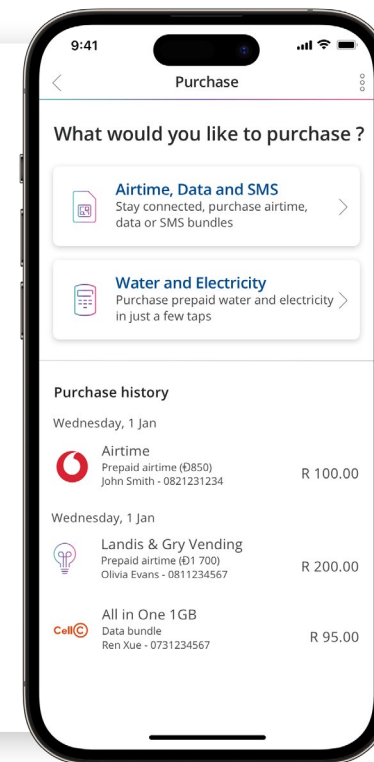 9:41
Purchase
What would you like to purchase ?
Airtime, Data and SMS
Stay connected, purchase airtime,
data or SMS bundles
Water and Electricity
Purchase prepaid water and electricity
in just a few taps
Purchase history
Wednesday, 1 Jan
Airtime
Prepaid airtime (Đ850)
John Smith - 0821231234
R 100.00
Wednesday, 1 Jan
Landis & Gry Vending
Prepaid airtime (Đ1 700)
Olivia Evans - 0811234567
R 200.00
CellC
All in One 1GB
Data bundle
Ren Xue - 0731234567
R 95.00